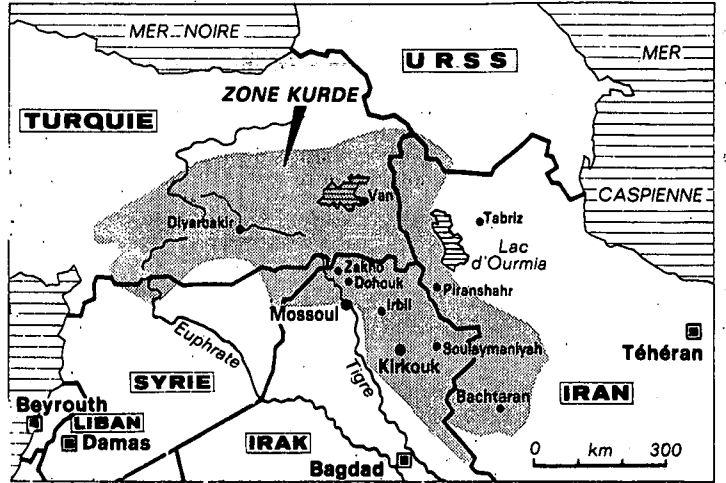 MER NOIRE
U R S S
MER
ZONE KURDE
TURQUIE
CASPIENNE
Van
Tabriz
Diyarbakir
Lac
d'Ourmia
Zakho
Dohouk
Piranshahr
Mossoul
Irbil
Euphrate
Kirkouk
Soulaymaniyah
Téhéran
SYRIE
Tigre
Bachtaran
IRAN
Beyrouth
LIBAN
Damas
IRAK
Bagdad
0 km 300